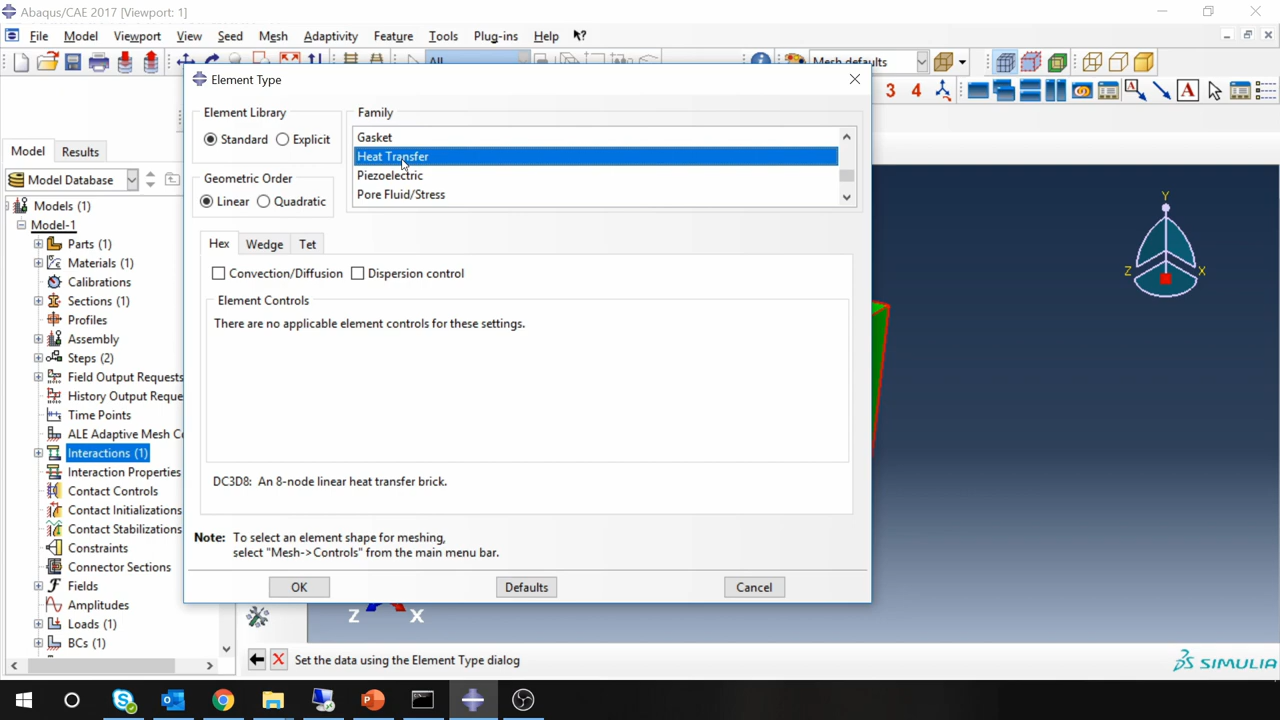 Abaqus/CAE 2017 [Viewport: 1]
File Model Viewport View Seed Mesh Adaptivity Feature Tools Plug-ins Help
All
Mesh defaults
3 4
Element Type
Element Library
Standard Explicit
Family
Gasket
Heat Transfer
Piezoelectric
Pore Fluid/Stress
Geometric Order
Linear Quadratic
Hex Wedge Tet
Convection/Diffusion Dispersion control
Element Controls
There are no applicable element controls for these settings.
DC3D8: An 8-node linear heat transfer brick.
Note: To select an element shape for meshing,
select "Mesh->Controls" from the main menu bar.
OK Defaults Cancel
Model Results
Model Database
Models (1)
Model-1
Parts (1)
Materials (1)
Calibrations
Sections (1)
Profiles
Assembly
Steps (2)
Field Output Requests
History Output Reque
Time Points
ALE Adaptive Mesh C
Interactions (1)
Interaction Properties
Contact Controls
Contact Initializations
Contact Stabilizations
Constraints
Connector Sections
Fields
Amplitudes
Loads (1)
BCs (1)
Y
Z X
Z X
Set the data using the Element Type dialog
SIMULIA